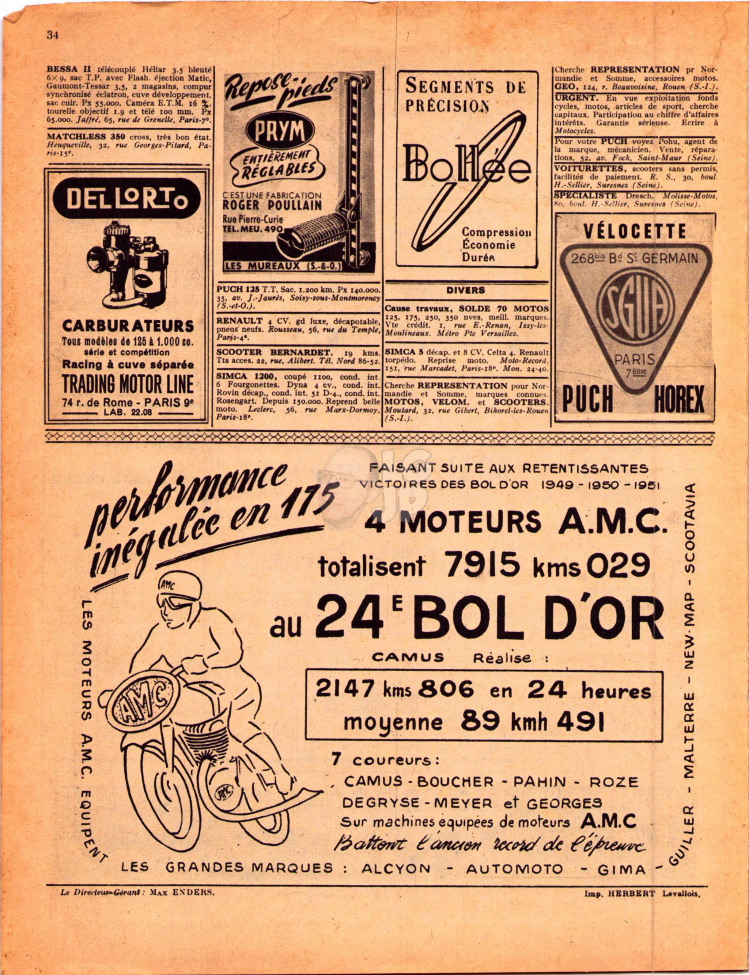 34
BESSA II télécouplé Héliar 3.5 bleuté
6×9, sac T.P. avec Flash. éjection Matic,
Gaumont-Tessar 3,5, 2 magasins, compur
synchronisé éclatron, cuve développement,
sac cuir. Px 55.000. Caméra E.T.M. 16 %,
tourelle objectif 1.9 et télé 100 mm. Px
65.000. Jaffré, 65, rue de Grenelle, Paris-7e.
MATCHLESS 350 cross, très bon état.
Henqueville, 32, rue Georges-Pitard, Pa-
ris-15e.
DELLORTO
CARBURATEURS
Tous modèles de 125 à 1.000 cc.
série et compétition
Racing à cuve séparée
TRADING MOTOR LINE
74 r. de Rome - PARIS 9e
LAB. 22.08
Repose-
pieds
PRYM
ENTIÈREMENT
RÉGLABLES
C'EST UNE FABRICATION
ROGER POULLAIN
Rue Pierre-Curie
TEL. MEU. 490
LES MUREAUX (S.-&-O.)
PUCH 125 T.T. Sac. 1.200 km. Px 140.000.
33, av. J.-Jaurès, Soisy-sous-Montmorency
(S.-et-O.).
RENAULT 4 CV. gd luxe, décapotable,
pneus neufs. Rousseau, 56, rue du Temple,
Paris-4e.
SCOOTER BERNARDET. 19 kms.
Tts acces. 22, rue, Alibert. Tél. Nord 86-52.
SIMCA 1200, coupé 1100, cond. int.
6 Fourgonnettes. Dyna 4 cv., cond. int.
Rovin décap., cond. int. 51 D-4., cond. int.
Rosengart. Depuis 150.000. Reprend belle
moto. Leclerc, 56, rue Marx-Dormoy,
Paris-18e.
SEGMENTS DE
PRÉCISION
Bollée
Compression
Économie
Durée
DIVERS
Cause travaux, SOLDE 70 MOTOS
125, 175, 250, 350 nves, meill. marques.
Vte crédit. 1, rue E.-Renan, Issy-les-
Moulineaux. Métro Pte Versailles.
SIMCA 5 décap. et 8 CV. Celta 4. Renault
torpédo. Reprise moto. Moto-Record,
151, rue Marcadet, Paris-18e. Mon. 24-40.
Cherche REPRESENTATION pour Nor-
mandie et Somme, marques connues.
MOTOS, VELOM. et SCOOTERS.
Moutard, 32, rue Gibert, Bihorel-les-Rouen
(S.-I.).
Cherche REPRESENTATION pr Nor-
mandie et Somme, accessoires motos.
GEO, 124, r. Beauvoisine, Rouen (S.-I.).
URGENT. En vue exploitation fonds
cycles, motos, articles de sport, cherche
capitaux. Participation au chiffre d'affaires
intérêts. Garantie sérieuse. Ecrire à
Motocycles.
Pour votre PUCH voyez Pohu, agent de
la marque, mécanicien. Vente, répara-
tions, 52, av. Foch, Saint-Maur (Seine).
VOITURETTES, scooters sans permis,
facilités de paiement. R. S., 30, boul.
H.-Sellier, Suresnes (Seine).
SPECIALISTE Dresch. Molisse-Motos,
boul. H.-Sellier, Suresnes (Seine).
VÉLOCETTE
268bis Bd St GERMAIN
SGUA
PARIS
7ème
PUCH HOREX
performance
inégalée en 175
FAISANT SUITE AUX RETENTISSANTES
VICTOIRES DES BOL D'OR 1949 - 1950 - 1951
4 MOTEURS A.M.C.
totalisent 7915 kms 029
au 24E BOL D'OR
CAMUS Réalise :
2147 kms 806 en 24 heures
moyenne 89 kmh 491
7 coureurs :
CAMUS - BOUCHER - PAHIN - ROZE
DEGRYSE - MEYER et GEORGES
Sur machines équipées de moteurs A.M.C
Battent l'ancien record de l'épreuve
AMC
AMC
AMC
LES MOTEURS A.M.C. EQUIPENT
LES GRANDES MARQUES : ALCYON - AUTOMOTO - GIMA -
GUILLER - MALTERRE - NEW-MAP - SCOOTAVIA
Le Directeur-Gérant : MAX ENDERS.
Imp. HERBERT Levallois.